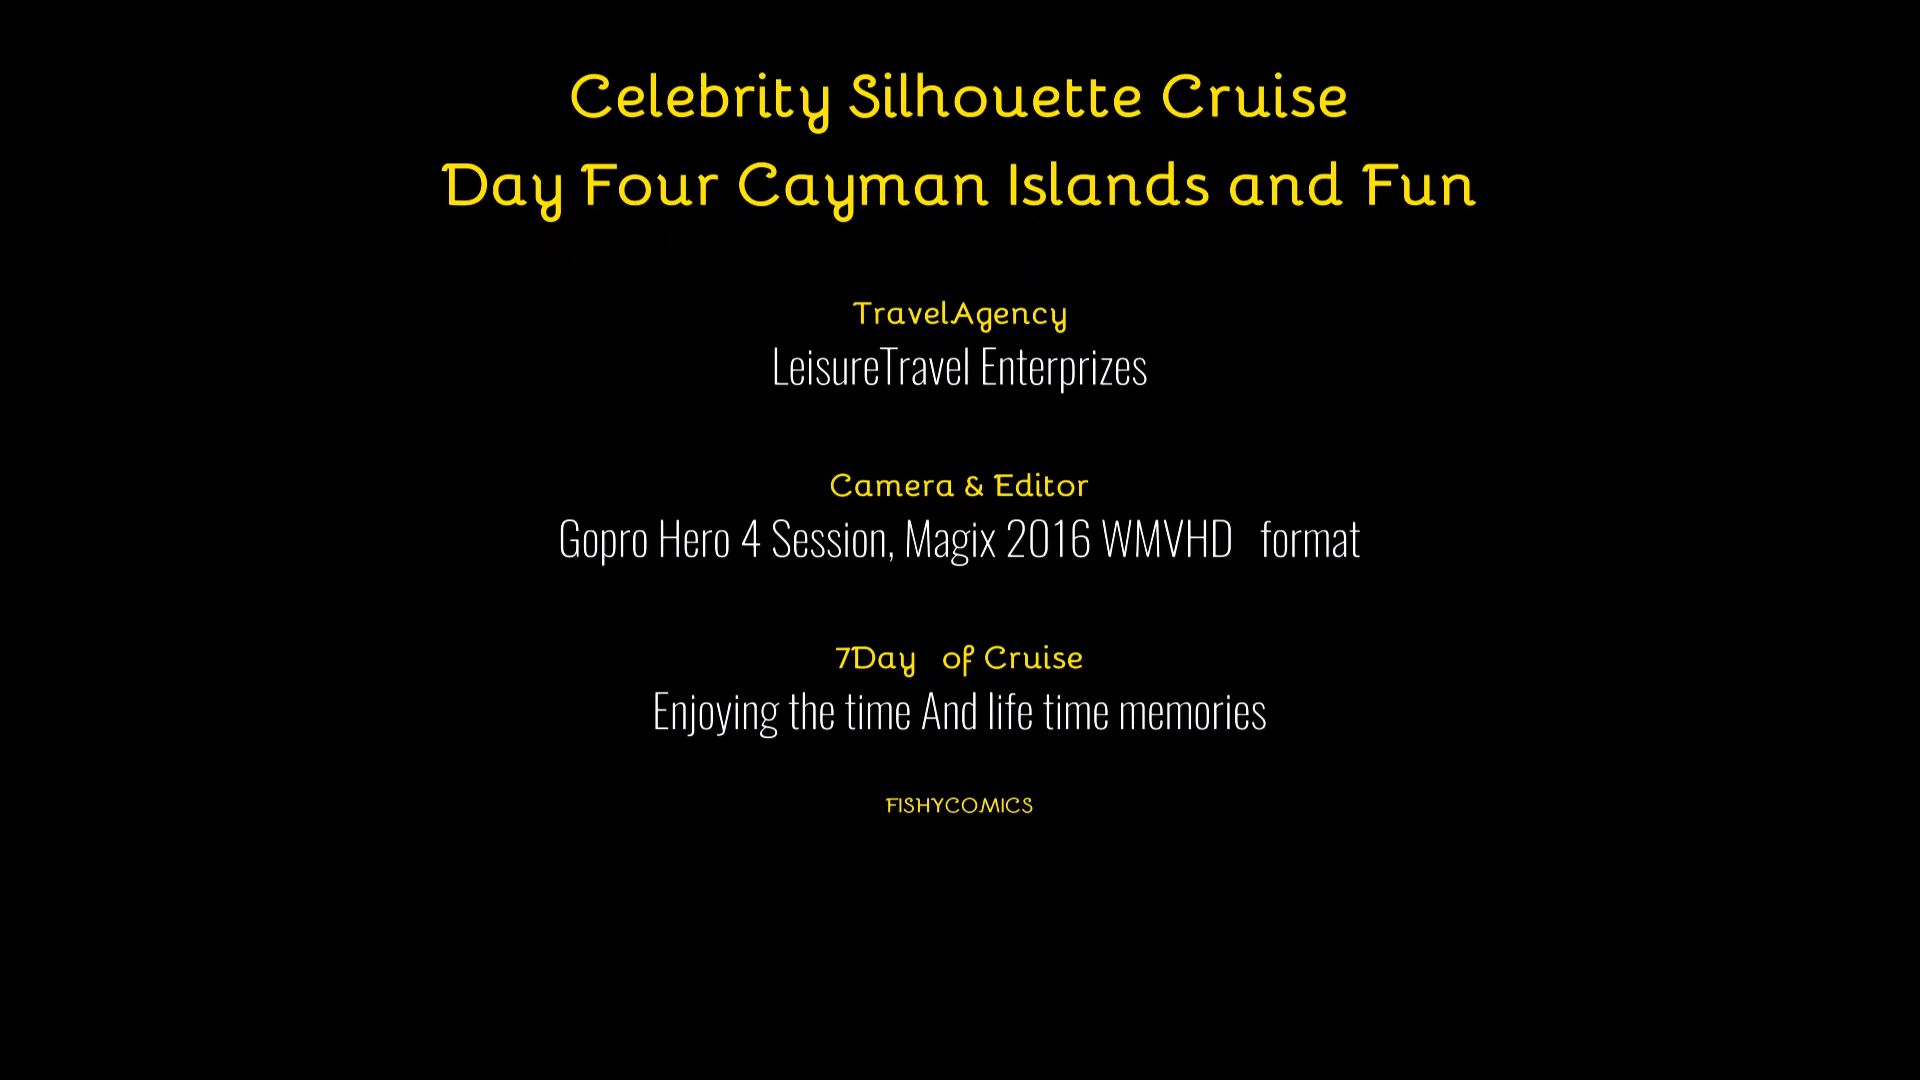 Celebrity Silhouette Cruise
Day Four Cayman Islands and Fun
TravelAgency
LeisureTravel Enterprizes
Camera & Editor
Gopro Hero 4 Session, Magix 2016 WMVHD format
7Day of Cruise
Enjoying the time And life time memories
FISHYCOMICS